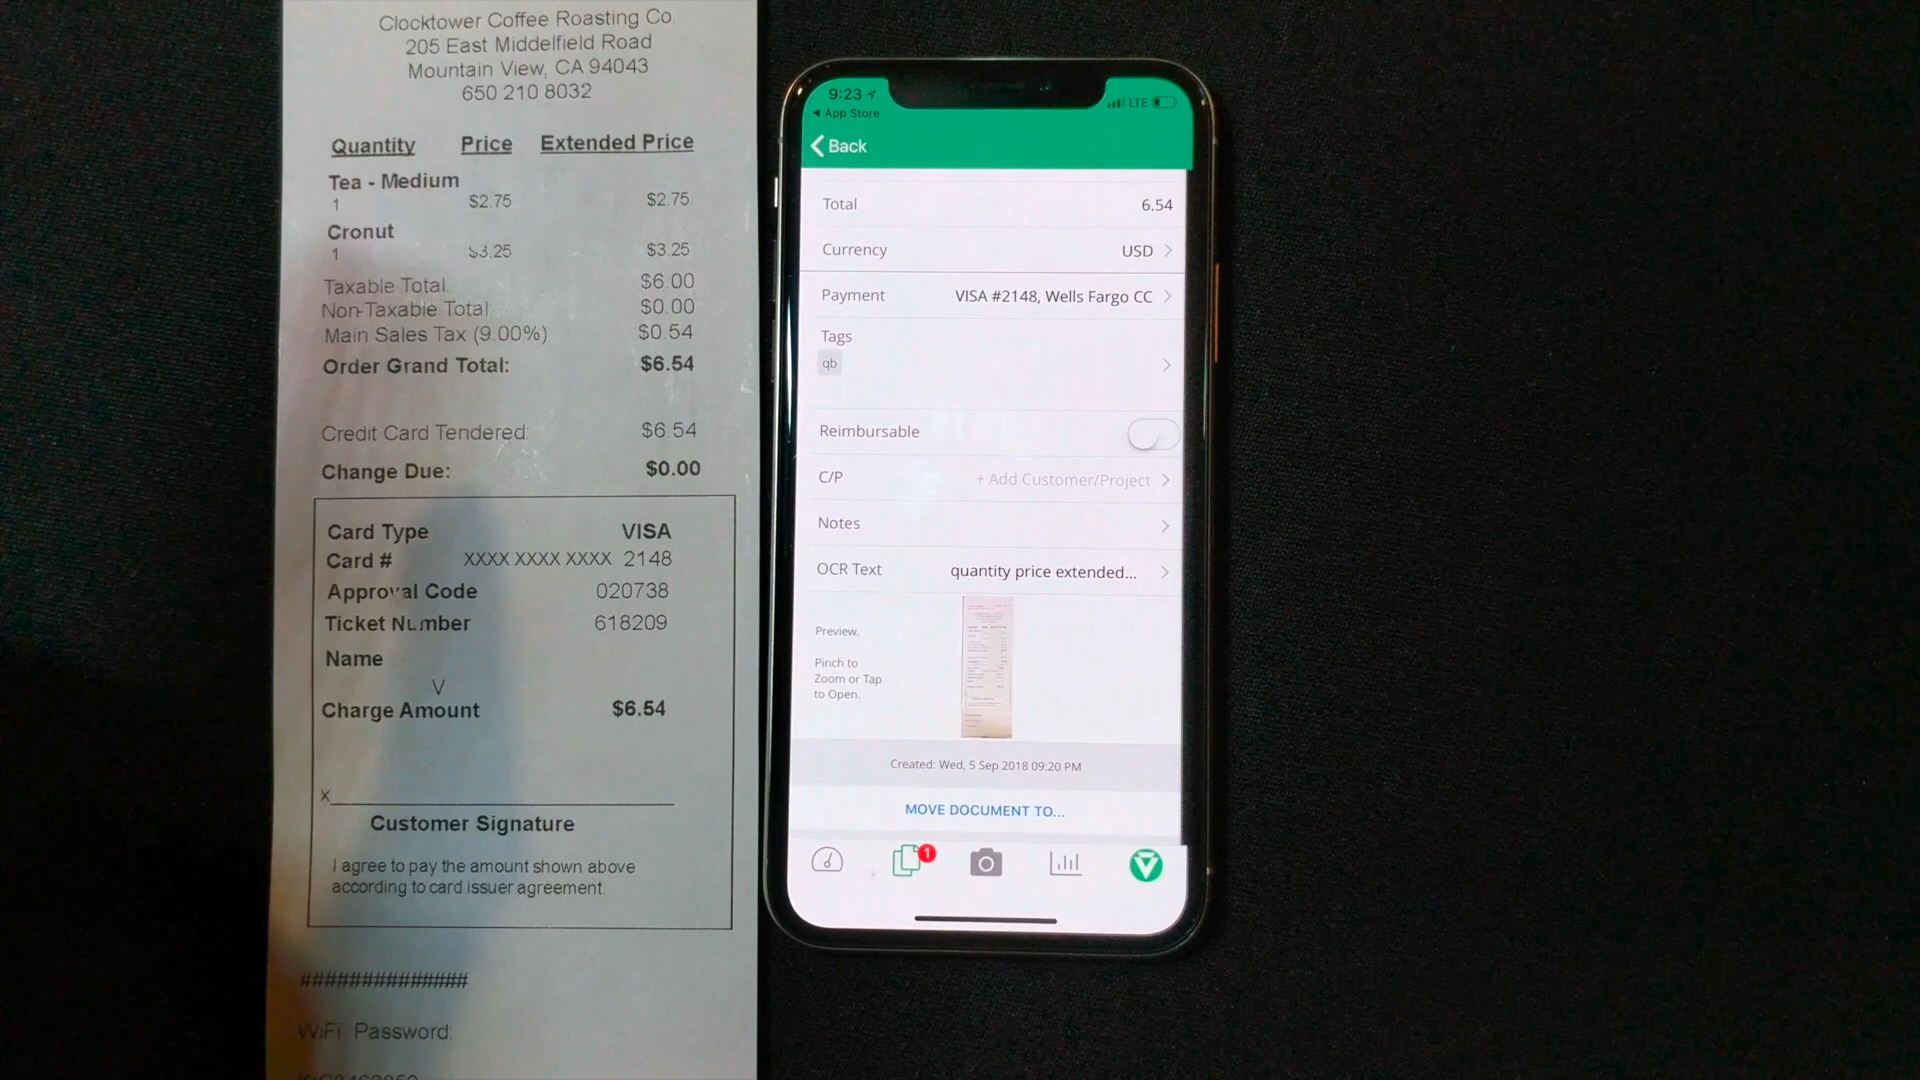 Clocktower Coffee Roasting Co.
205 East Middelfield Road
Mountain View, CA 94043
650 210 8032
Quantity Price Extended Price
Tea - Medium
1 $2.75 $2.75
Cronut
1 $3.25 $3.25
Taxable Total: $6.00
Non-Taxable Total $0.00
Main Sales Tax (9.00%) $0.54
Order Grand Total: $6.54
Credit Card Tendered: $6.54
Change Due: $0.00
Card Type VISA
Card # XXXX XXXX XXXX 2148
Approval Code 020738
Ticket Number 618209
Name
V
Charge Amount $6.54
X
Customer Signature
I agree to pay the amount shown above
according to card issuer agreement.
################
WiFi Password:
9:23 LTE
App Store
Back
Total 6.54
Currency USD
Payment VISA #2148, Wells Fargo CC
Tags
qb
Reimbursable
C/P + Add Customer/Project
Notes
OCR Text quantity price extended...
Preview.
Pinch to
Zoom or Tap
to Open.
Created: Wed, 5 Sep 2018 09:20 PM
MOVE DOCUMENT TO...
1